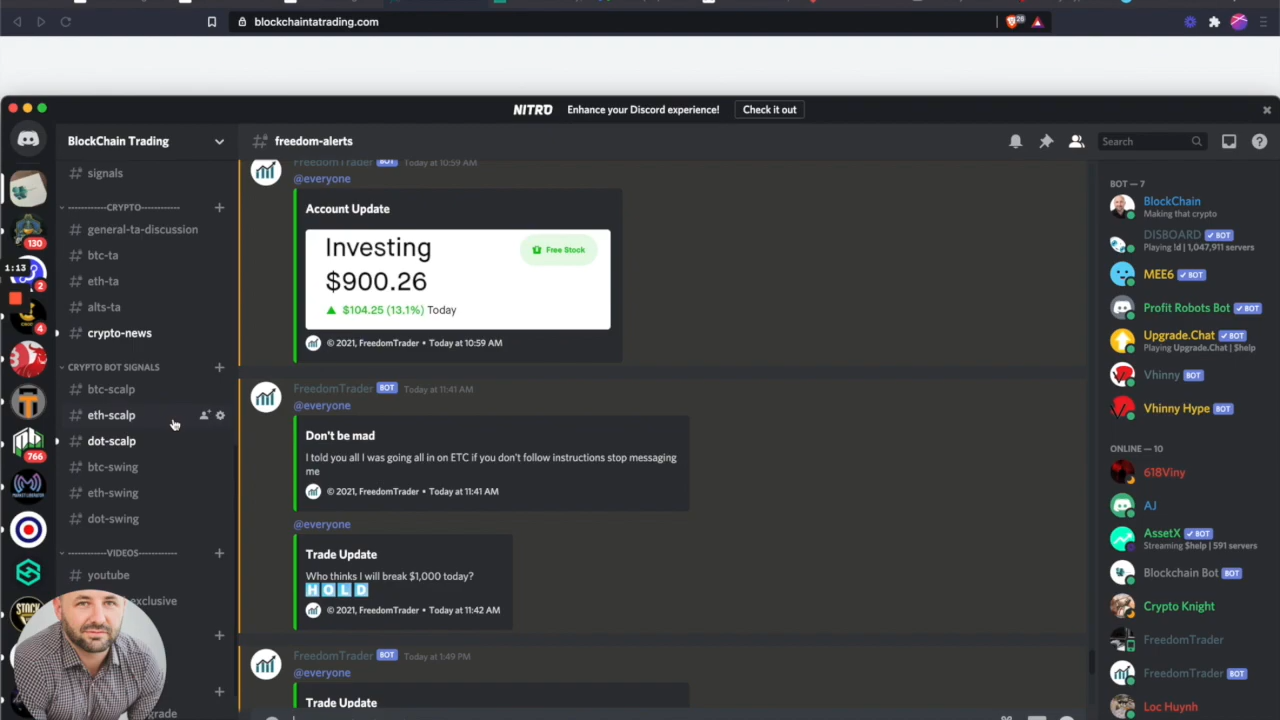 blockchaintatrading.com
28
NITRO Enhance your Discord experience! Check it out
BlockChain Trading
freedom-alerts
Search
signals
------------CRYPTO------------
general-ta-discussion
btc-ta
eth-ta
alts-ta
crypto-news
CRYPTO BOT SIGNALS
btc-scalp
eth-scalp
dot-scalp
btc-swing
eth-swing
dot-swing
------------VIDEOS------------
youtube
exclusive
130
1:13
2
4
766
STOCK
FreedomTrader BOT Today at 10:59 AM
@everyone
Account Update
Investing
$900.26
Free Stock
$104.25 (13.1%) Today
© 2021, FreedomTrader • Today at 10:59 AM
FreedomTrader BOT Today at 11:41 AM
@everyone
Don't be mad
I told you all I was going all in on ETC if you don't follow instructions stop messaging
me
© 2021, FreedomTrader • Today at 11:41 AM
@everyone
Trade Update
Who thinks I will break $1,000 today?
H O L D
© 2021, FreedomTrader • Today at 11:42 AM
FreedomTrader BOT Today at 1:49 PM
@everyone
Trade Update
BOT — 7
BlockChain
Making that crypto
DISBOARD ✓ BOT
Playing !d | 1,047,911 servers
MEE6 ✓ BOT
Profit Robots Bot ✓ BOT
Upgrade.Chat ✓ BOT
Playing Upgrade.Chat | $help
Vhinny BOT
Vhinny Hype BOT
ONLINE — 10
618Viny
AJ
AssetX ✓ BOT
Streaming $help | 591 servers
Blockchain Bot BOT
Crypto Knight
FreedomTrader
FreedomTrader BOT
Loc Huynh